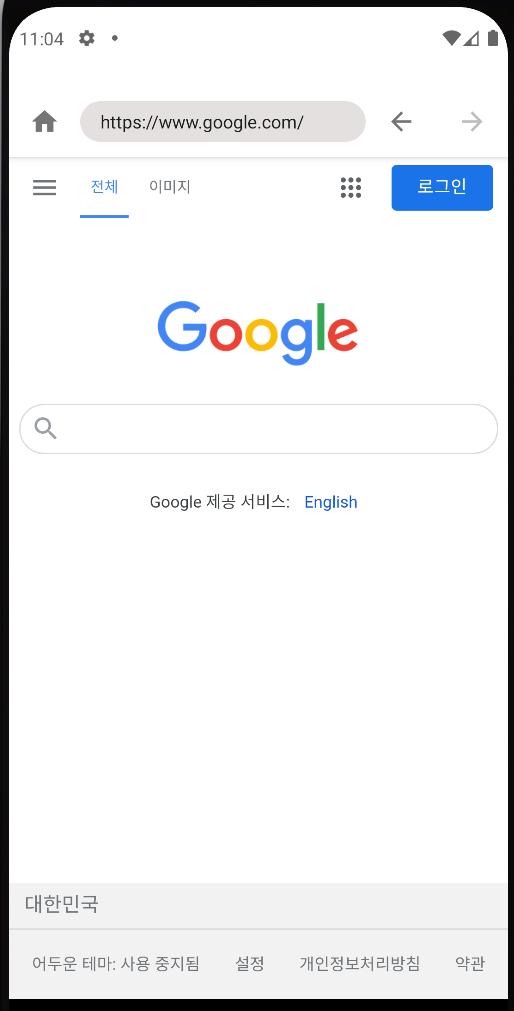 11:04
https://www.google.com/
전체 이미지 로그인
Google
Google 제공 서비스: English
대한민국
어두운 테마: 사용 중지됨 설정 개인정보처리방침 약관